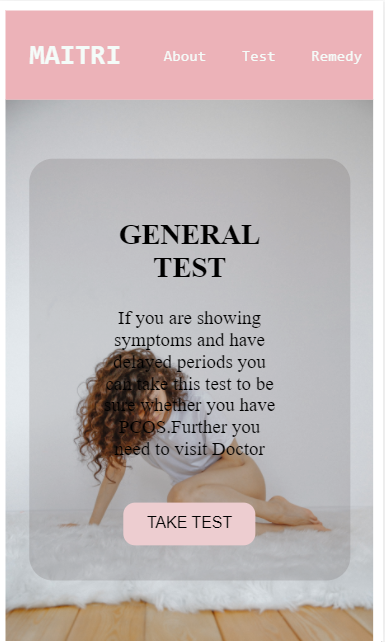 MAITRI About Test Remedy
GENERAL
TEST
If you are showing
symptoms and have
delayed periods you
can take this test to be
sure whether you have
PCOS.Further you
need to visit Doctor
TAKE TEST